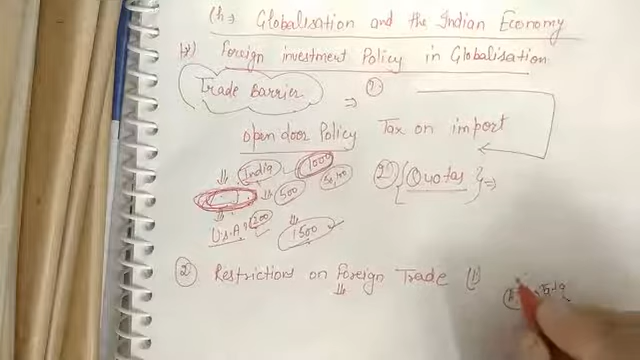 Ch:- Globalisation and the Indian Economy
Foreign investment Policy in Globalisation
Trade Barrier ⇒ 1)
open door Policy Tax on import
India 1000
500 50,100 2) { Quotas } ⇒
U.S.A 200
1500
2) Restrictions on Foreign Trade